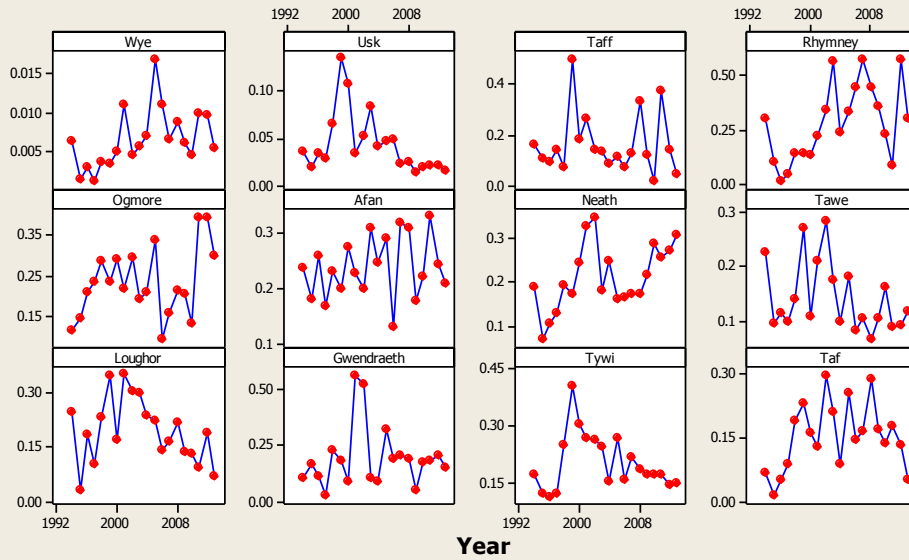 1992 2000 2008 1992 2000 2008
Wye Usk Taff Rhymney
0.015 0.010 0.005
0.10 0.05 0.00
0.4 0.2 0.0
0.50 0.25 0.00
Ogmore Afan Neath Tawe
0.35 0.25 0.15
0.3 0.2 0.1
0.3 0.2 0.1
0.3 0.2 0.1
Loughor Gwendraeth Tywi Taf
0.30 0.15 0.00
0.50 0.25 0.00
0.45 0.30 0.15
0.30 0.15 0.00
1992 2000 2008 1992 2000 2008
Year